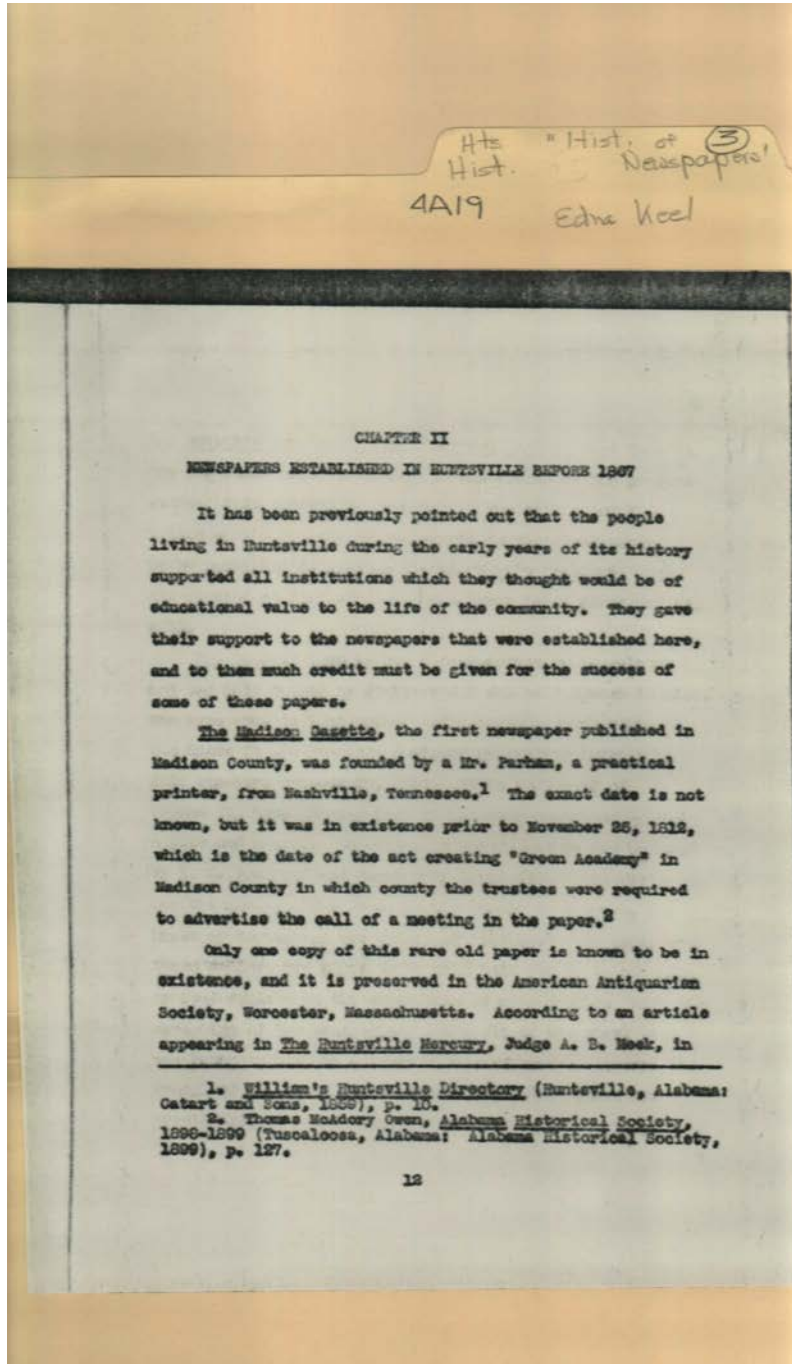 Hts "Hist. of ③
Hist. Newspapers'
4A19 Edna Keel
CHAPTER II
NEWSPAPERS ESTABLISHED IN HUNTSVILLE BEFORE 1867
It has been previously pointed out that the people
living in Huntsville during the early years of its history
supported all institutions which they thought would be of
educational value to the life of the community. They gave
their support to the newspapers that were established here,
and to them much credit must be given for the success of
some of these papers.
The Madison Gazette, the first newspaper published in
Madison County, was founded by a Mr. Parham, a practical
printer, from Nashville, Tennessee.1 The exact date is not
known, but it was in existence prior to November 25, 1812,
which is the date of the act creating "Green Academy" in
Madison County in which county the trustees were required
to advertise the call of a meeting in the paper.2
Only one copy of this rare old paper is known to be in
existence, and it is preserved in the American Antiquarian
Society, Worcester, Massachusetts. According to an article
appearing in The Huntsville Mercury, Judge A. B. Meek, in
1. William's Huntsville Directory (Huntsville, Alabama:
Catart and Sons, 1859), p. 10.
2. Thomas McAdory Owen, Alabama Historical Society,
1898-1899 (Tuscaloosa, Alabama: Alabama Historical Society,
1899), p. 127.
12